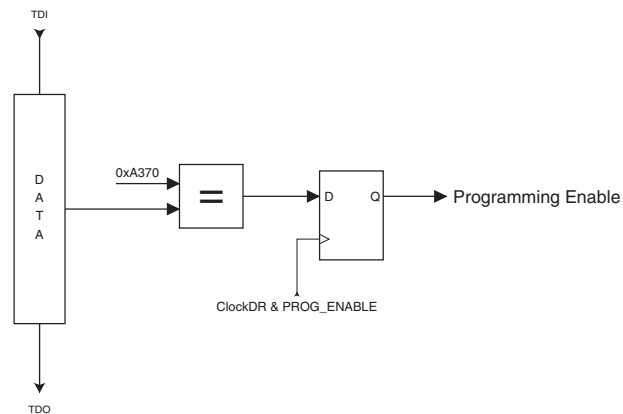 TDI
D
A
T
A
0xA370
=
D
Q
Programming Enable
ClockDR & PROG_ENABLE
TDO